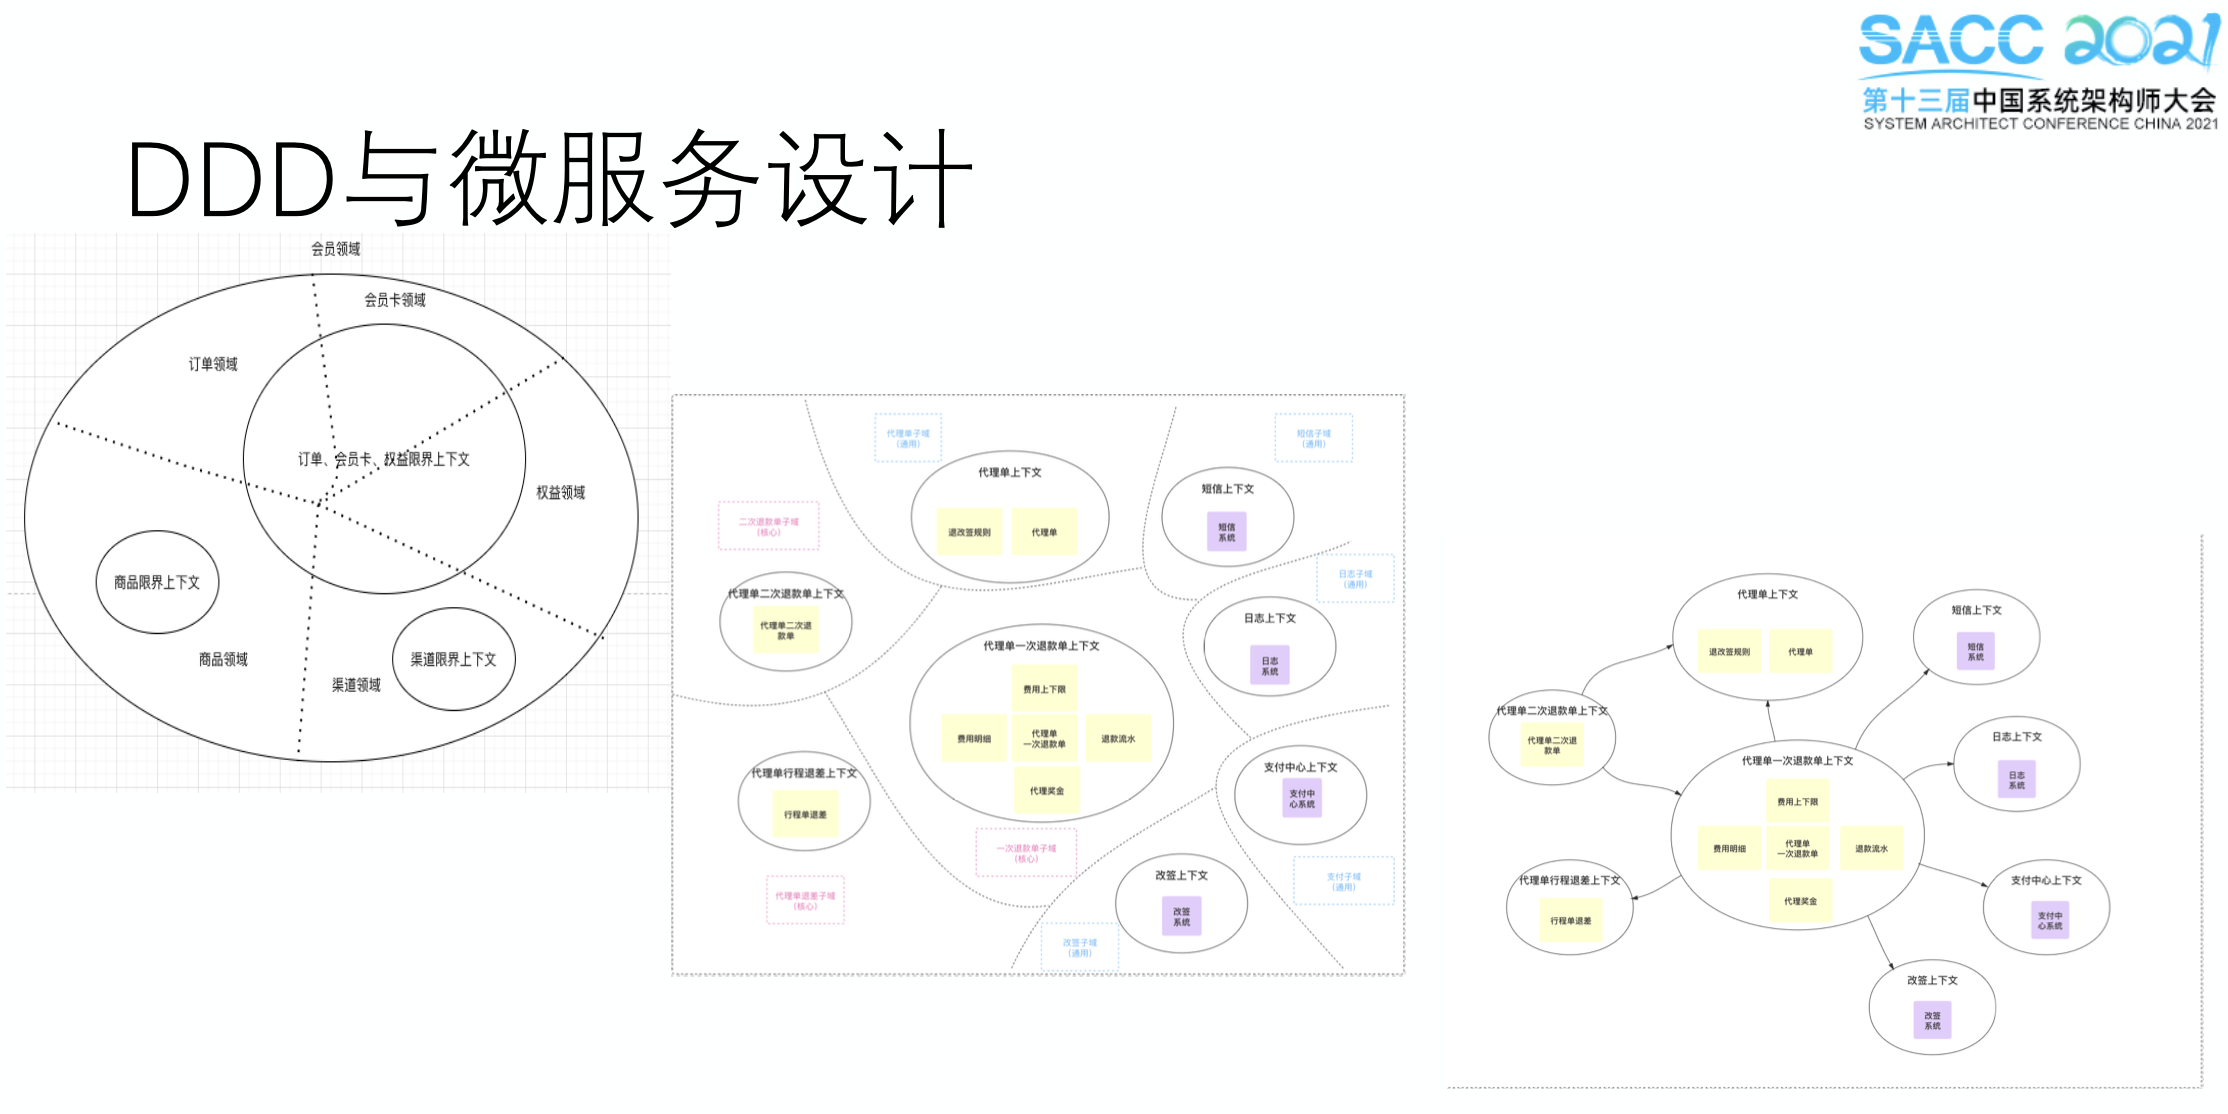 SACC 2021
第十三届中国系统架构师大会
SYSTEM ARCHITECT CONFERENCE CHINA 2021
DDD与微服务设计
会员领域
会员卡领域
订单领域
订单、会员卡、权益限界上下文
权益领域
商品限界上下文
商品领域
渠道领域
渠道限界上下文
代理单子域
（通用）
短信子域
（通用）
代理单上下文
退改签规则
代理单
短信上下文
短信
系统
二次退款单子域
（核心）
日志子域
（通用）
代理单二次退款单上下文
代理单二次退
款单
日志上下文
日志
系统
代理单一次退款单上下文
费用上下限
费用明细
代理单
一次退款单
退款流水
代理奖金
代理单行程退差上下文
行程单退差
支付中心上下文
支付中
心系统
一次退款单子域
（核心）
代理单退差子域
（核心）
改签上下文
改签
系统
支付子域
（通用）
改签子域
（通用）
代理单上下文
退改签规则
代理单
短信上下文
短信
系统
代理单二次退款单上下文
代理单二次退
款单
日志上下文
日志
系统
代理单一次退款单上下文
费用上下限
费用明细
代理单
一次退款单
退款流水
代理奖金
代理单行程退差上下文
行程单退差
支付中心上下文
支付中
心系统
改签上下文
改签
系统